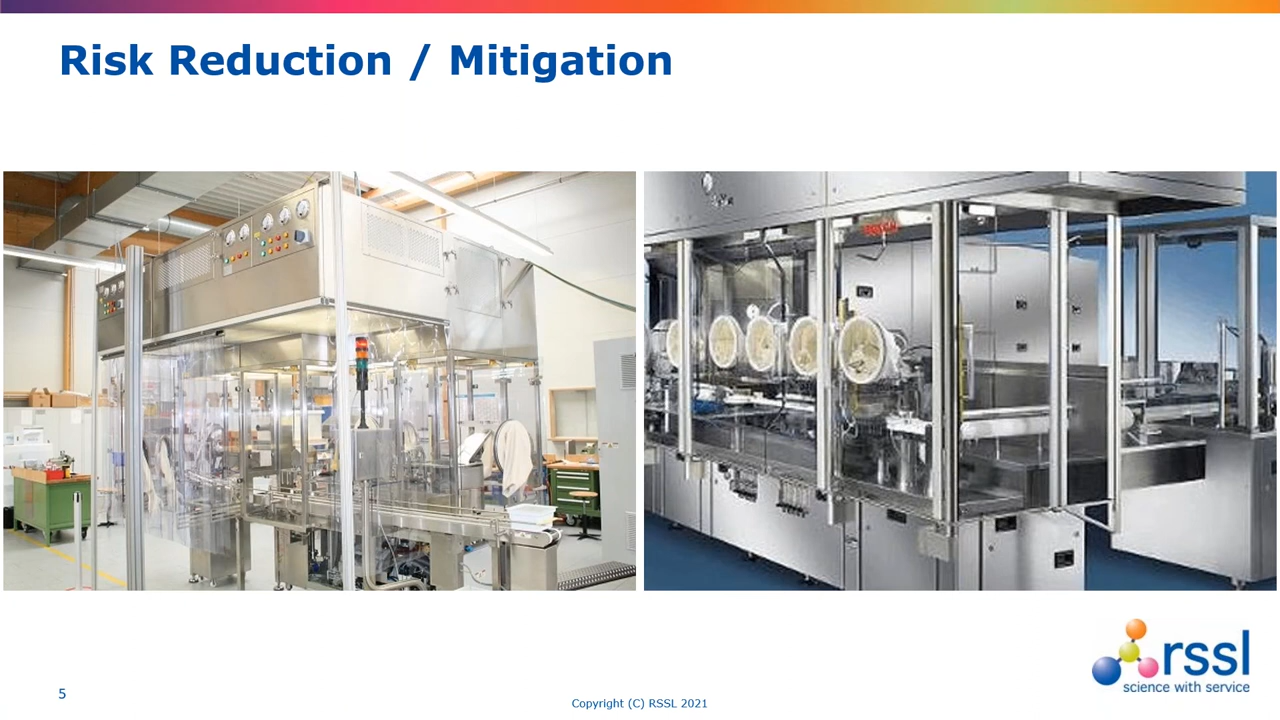 Risk Reduction / Mitigation
rssl
science with service
5
Copyright (C) RSSL 2021